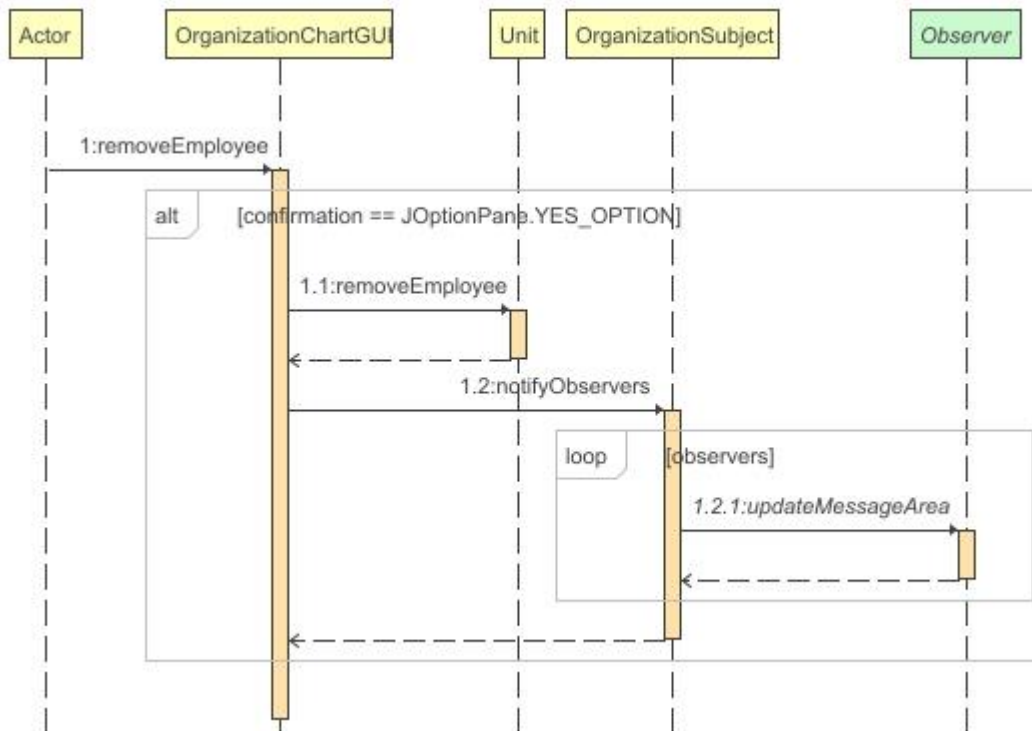 Actor
OrganizationChartGUI
Unit
OrganizationSubject
Observer
1:removeEmployee
alt
[confirmation == JOptionPane.YES_OPTION]
1.1:removeEmployee
1.2:notifyObservers
loop
[observers]
1.2.1:updateMessageArea